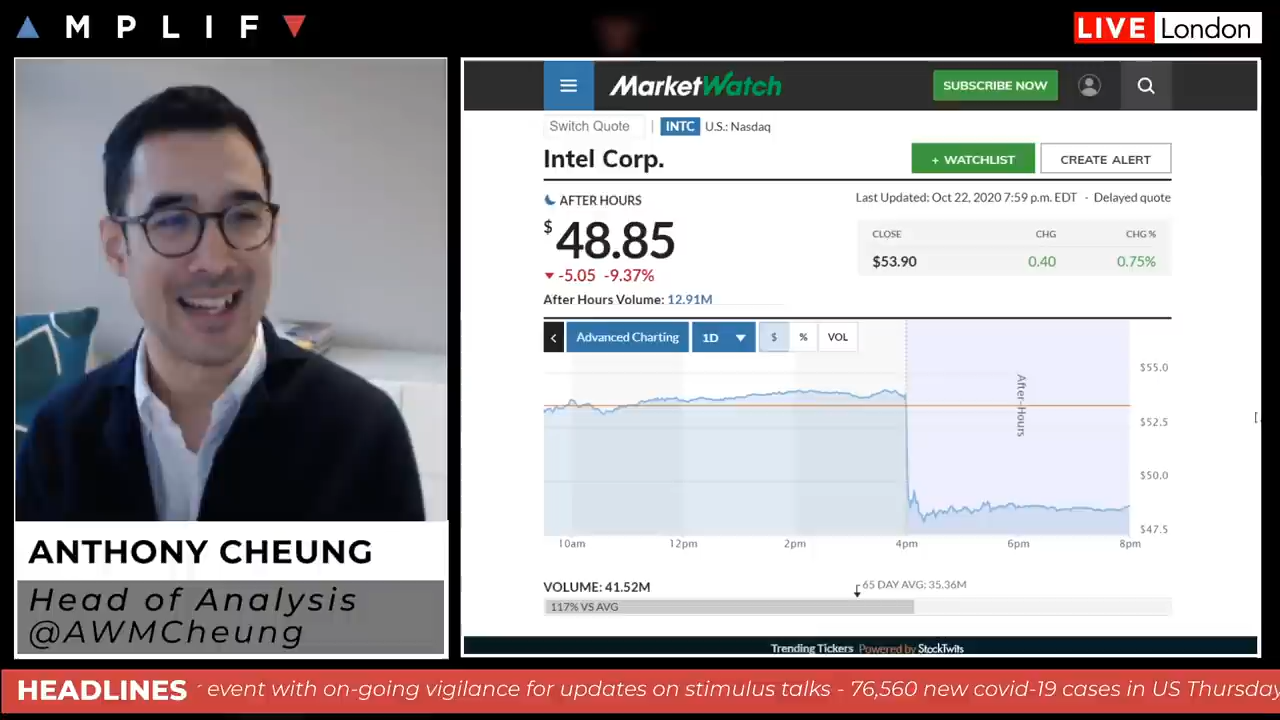 AMPLIFY
LIVE London
MarketWatch
SUBSCRIBE NOW
Switch Quote | INTC U.S.: Nasdaq
Intel Corp.
+ WATCHLIST
CREATE ALERT
AFTER HOURS
Last Updated: Oct 22, 2020 7:59 p.m. EDT · Delayed quote
$48.85
-5.05 -9.37%
After Hours Volume: 12.91M
CLOSE CHG CHG %
$53.90 0.40 0.75%
Advanced Charting 1D $ % VOL
$55.0
After-Hours
$52.5
$50.0
$47.5
10am 12pm 2pm 4pm 6pm 8pm
VOLUME: 41.52M
65 DAY AVG: 35.36M
117% VS AVG
Trending Tickers Powered by StockTwits
ANTHONY CHEUNG
Head of Analysis
@AWMCheung
HEADLINES event with on-going vigilance for updates on stimulus talks - 76,560 new covid-19 cases in US Thursday